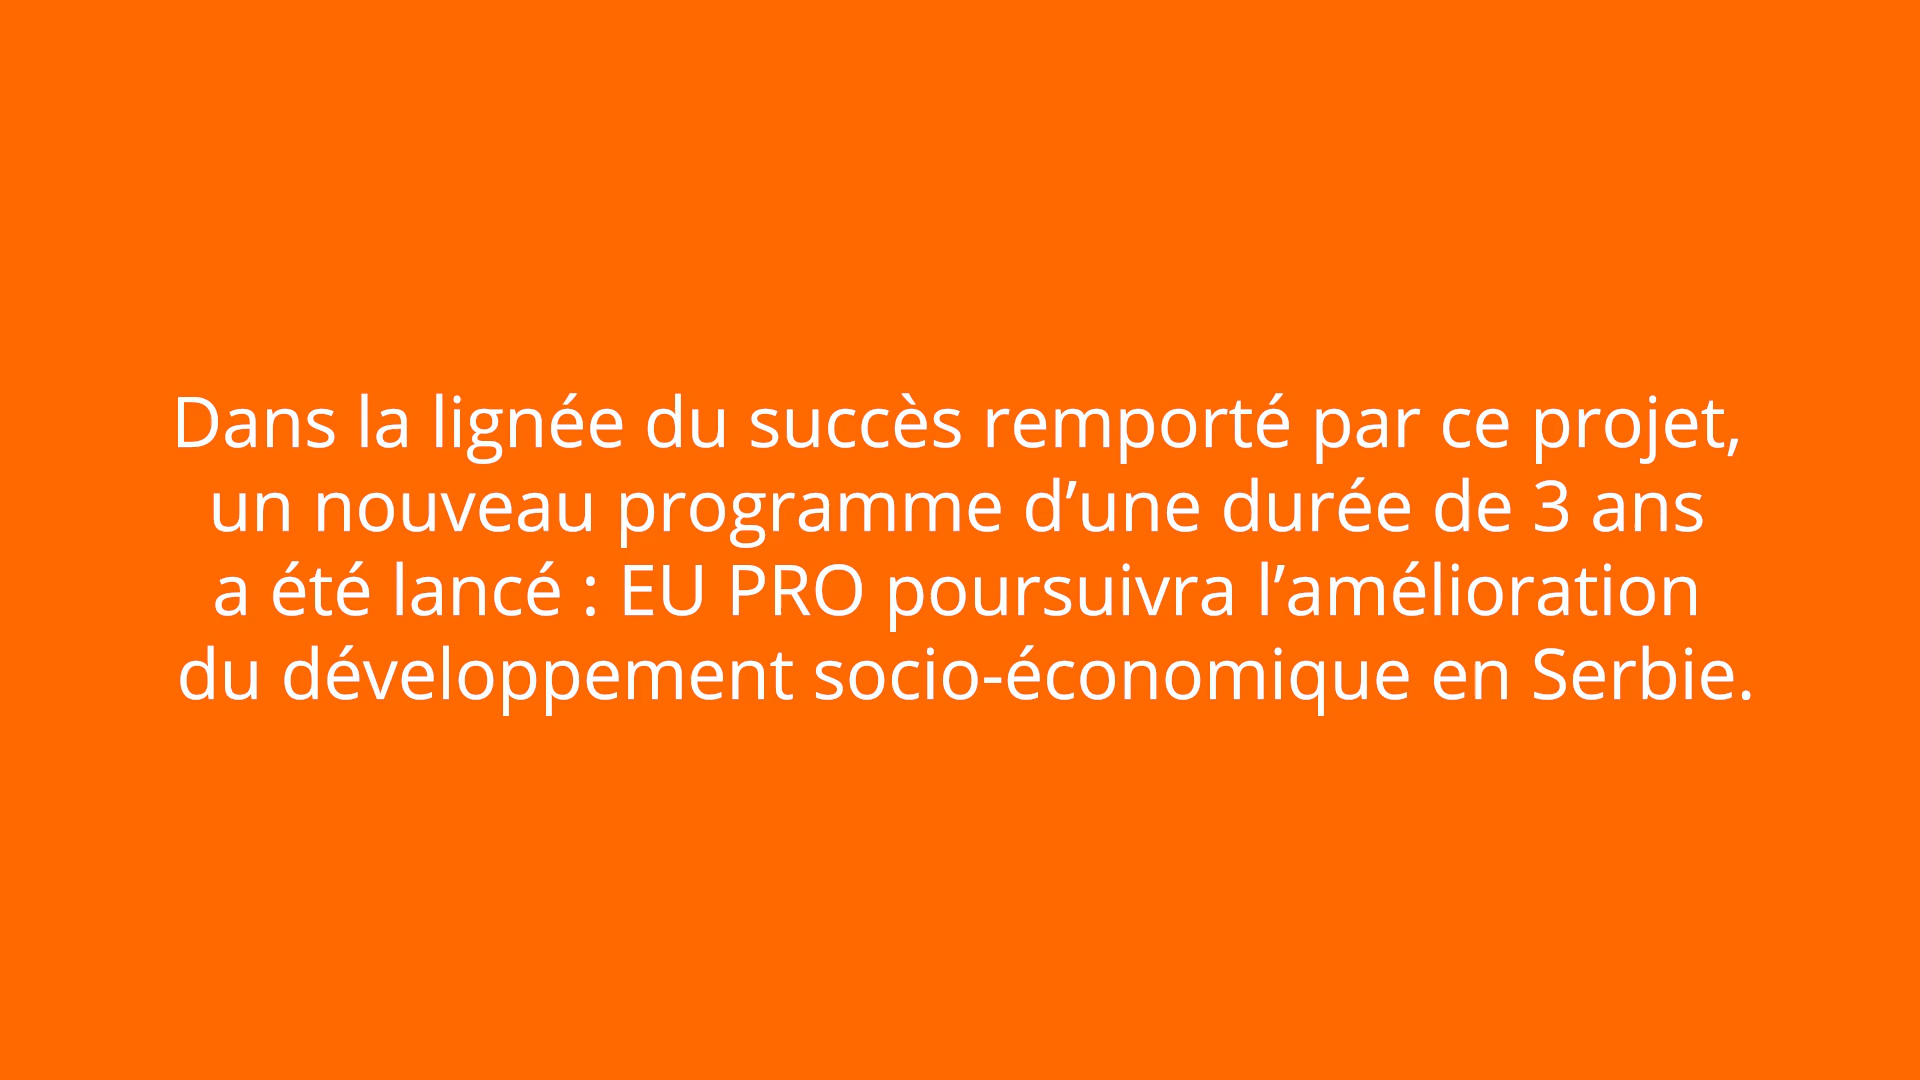 Dans la lignée du succès remporté par ce projet,
un nouveau programme d’une durée de 3 ans
a été lancé : EU PRO poursuivra l’amélioration
du développement socio-économique en Serbie.